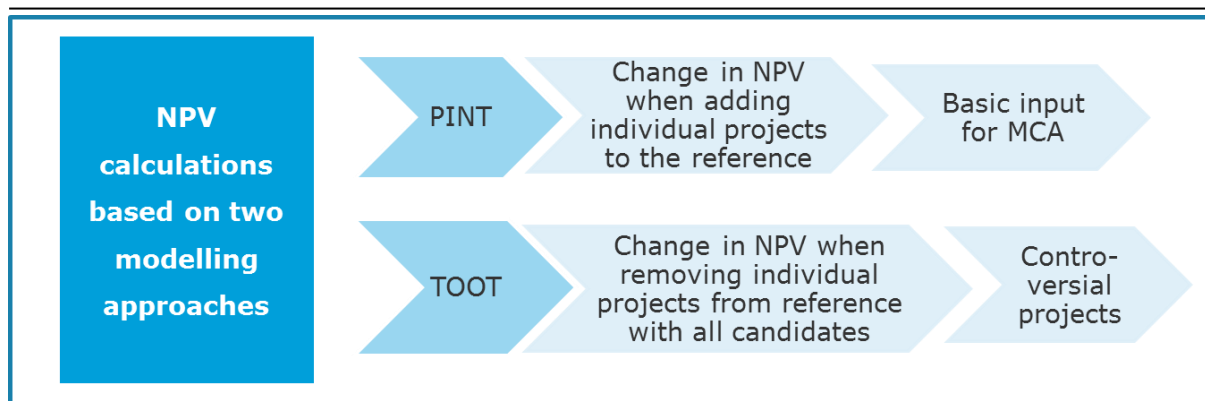 NPV
calculations
based on two
modelling
approaches
PINT
Change in NPV
when adding
individual projects
to the reference
Basic input
for MCA
TOOT
Change in NPV when
removing individual
projects from reference
with all candidates
Contro-
versial
projects